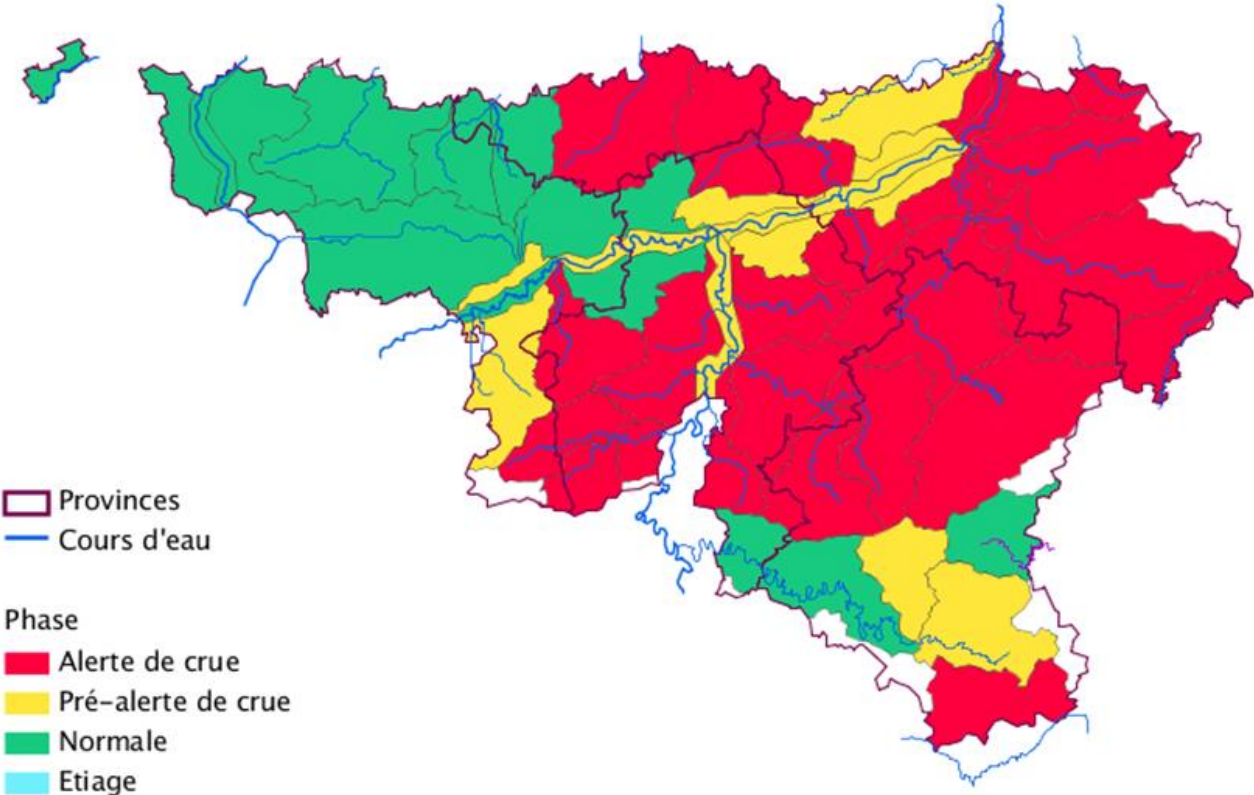 Provinces
Cours d'eau
Phase
Alerte de crue
Pré-alerte de crue
Normale
Etiage